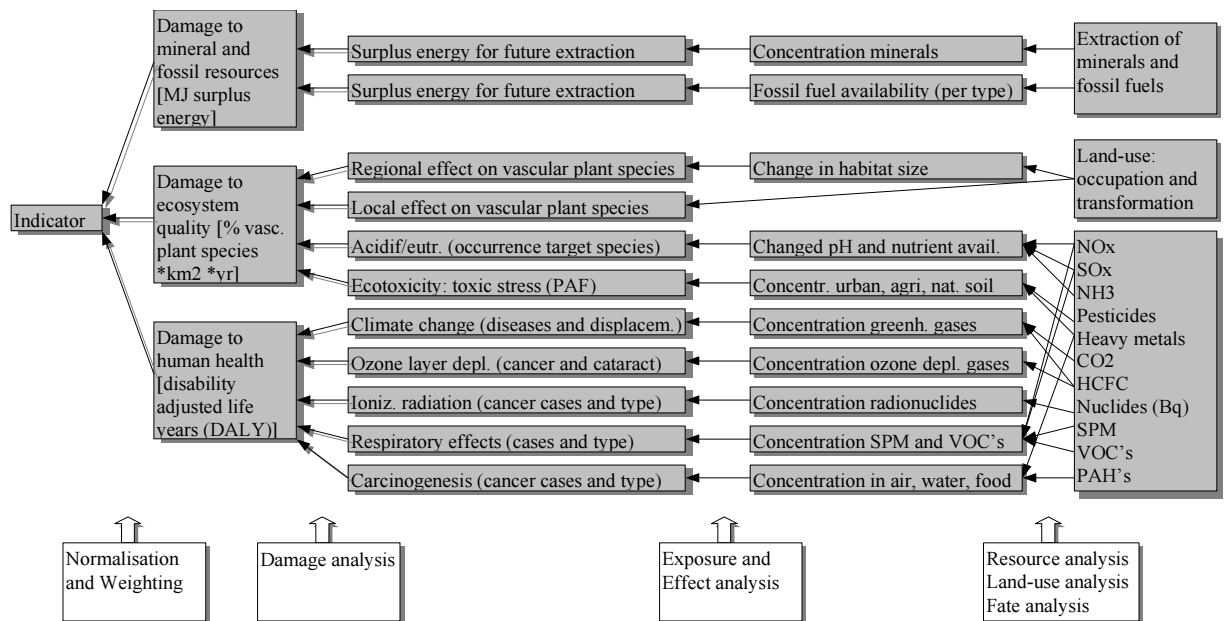 Indicator
Damage to
mineral and
fossil resources
[MJ surplus
energy]
Damage to
ecosystem
quality [% vasc.
plant species
*km2 *yr]
Damage to
human health
[disability
adjusted life
years (DALY)]
Surplus energy for future extraction
Surplus energy for future extraction
Regional effect on vascular plant species
Local effect on vascular plant species
Acidif/eutr. (occurrence target species)
Ecotoxicity: toxic stress (PAF)
Climate change (diseases and displacem.)
Ozone layer depl. (cancer and cataract)
Ioniz. radiation (cancer cases and type)
Respiratory effects (cases and type)
Carcinogenesis (cancer cases and type)
Concentration minerals
Fossil fuel availability (per type)
Change in habitat size
Changed pH and nutrient avail.
Concentr. urban, agri, nat. soil
Concentration greenh. gases
Concentration ozone depl. gases
Concentration radionuclides
Concentration SPM and VOC's
Concentration in air, water, food
Extraction of
minerals and
fossil fuels
Land-use:
occupation and
transformation
NOx
SOx
NH3
Pesticides
Heavy metals
CO2
HCFC
Nuclides (Bq)
SPM
VOC's
PAH's
Normalisation
and Weighting
Damage analysis
Exposure and
Effect analysis
Resource analysis
Land-use analysis
Fate analysis